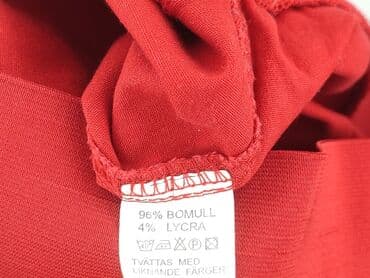 96% BOMULL
4% LYCRA
TVÄTTAS MED
LIKNANDE FÄRGER